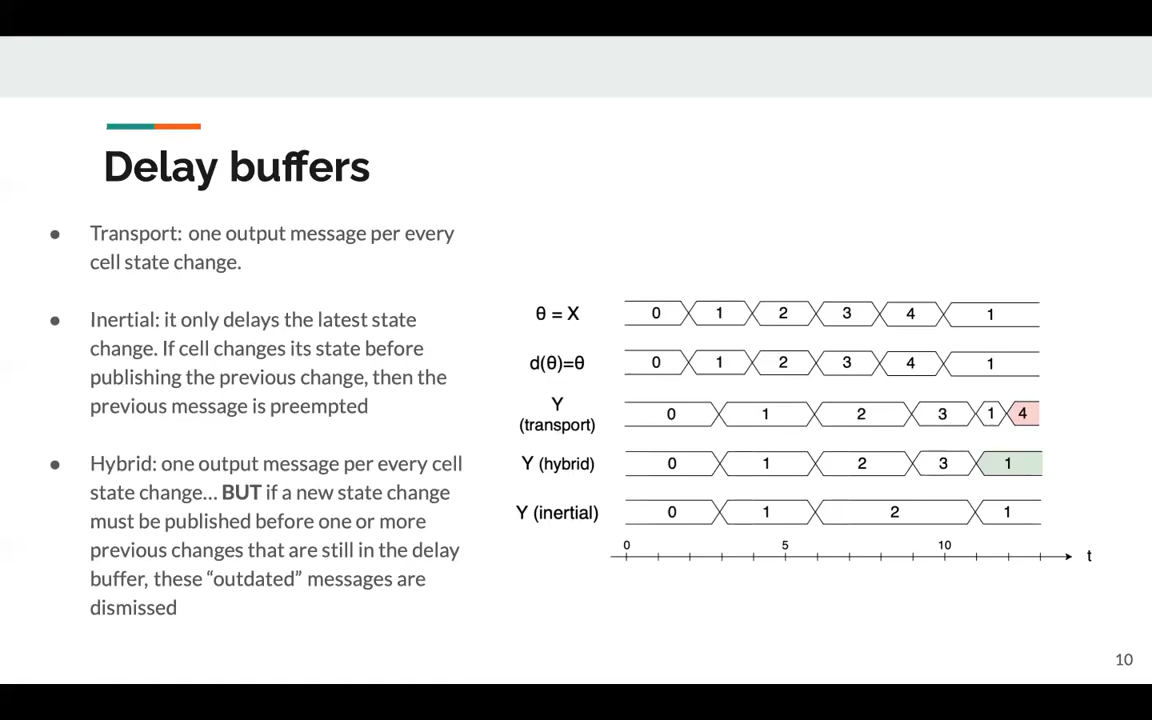 Delay buffers
● Transport: one output message per every
cell state change.
● Inertial: it only delays the latest state
change. If cell changes its state before
publishing the previous change, then the
previous message is preempted
● Hybrid: one output message per every cell
state change... BUT if a new state change
must be published before one or more
previous changes that are still in the delay
buffer, these “outdated” messages are
dismissed
θ = X 0 1 2 3 4 1
d(θ)=θ 0 1 2 3 4 1
Y
(transport) 0 1 2 3 1 4
Y (hybrid) 0 1 2 3 1
Y (inertial) 0 1 2 1
0 5 10
t
10